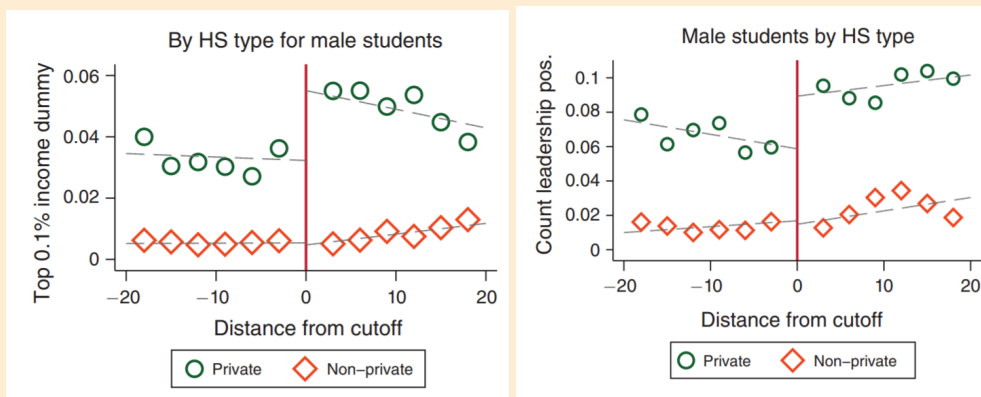 By HS type for male students
Top 0.1% income dummy
0.06
0.04
0.02
0
−20
−10
0
10
20
Distance from cutoff
Private
Non−private
Male students by HS type
Count leadership pos.
0.1
0.08
0.06
0.04
0.02
0
−20
−10
0
10
20
Distance from cutoff
Private
Non−private